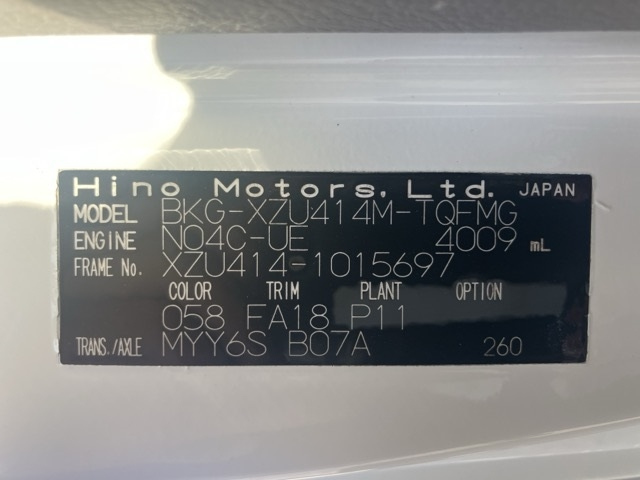 Hino Motors, Ltd. JAPAN
MODEL BKG-XZU414M-TQFMG
ENGINE N04C-UE 4009 mL
FRAME No. XZU414-1015697
COLOR TRIM PLANT OPTION
058 FA18 P11
TRANS./AXLE MYY6S B07A 260